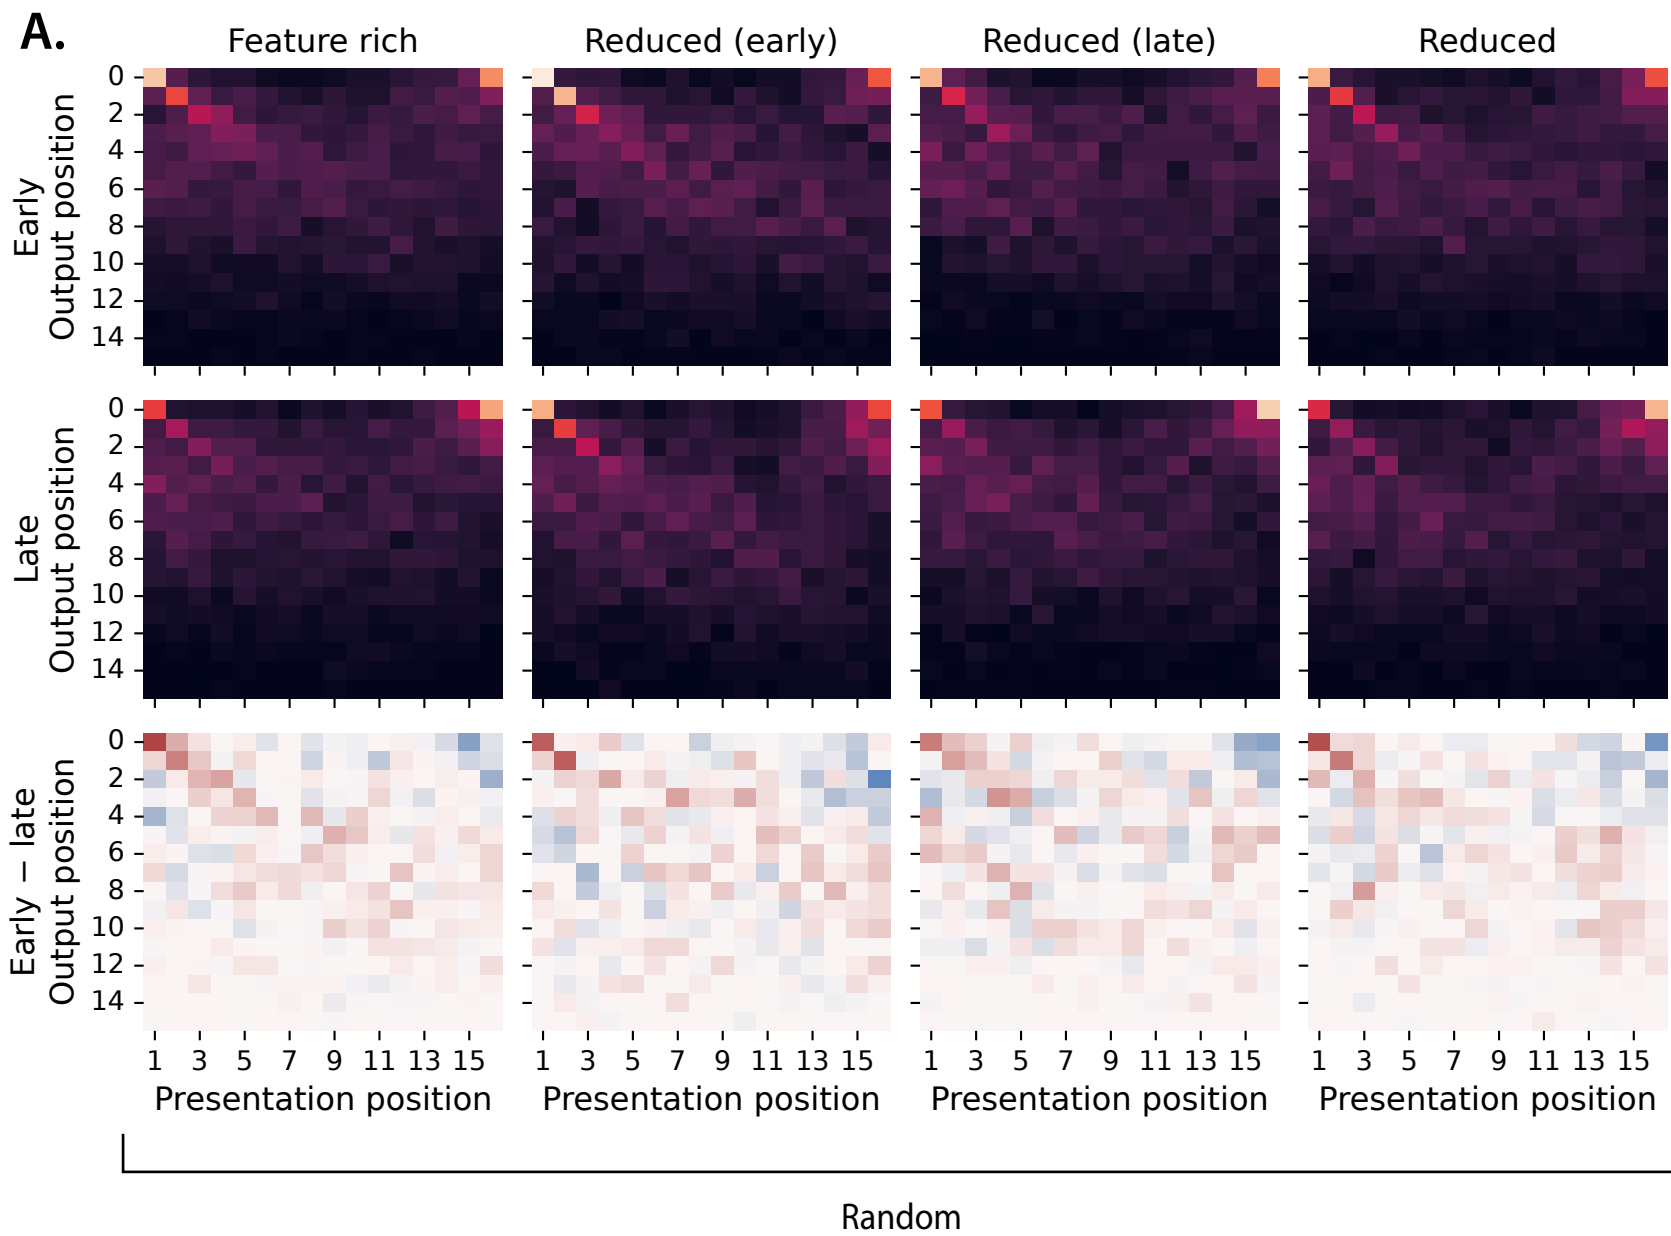 A.
Feature rich Reduced (early) Reduced (late) Reduced
Early
Output position
0
2
4
6
8
10
12
14
Late
Output position
0
2
4
6
8
10
12
14
Early − late
Output position
0
2
4
6
8
10
12
14
1 3 5 7 9 11 13 15 1 3 5 7 9 11 13 15 1 3 5 7 9 11 13 15 1 3 5 7 9 11 13 15
Presentation position Presentation position Presentation position Presentation position
Random